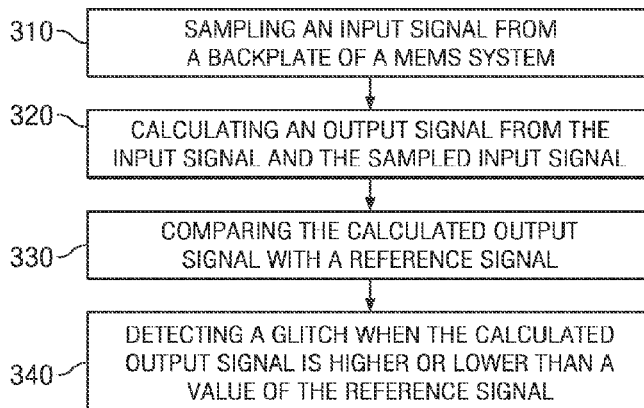 310
SAMPLING AN INPUT SIGNAL FROM
A BACKPLATE OF A MEMS SYSTEM
320
CALCULATING AN OUTPUT SIGNAL FROM THE
INPUT SIGNAL AND THE SAMPLED INPUT SIGNAL
330
COMPARING THE CALCULATED OUTPUT
SIGNAL WITH A REFERENCE SIGNAL
340
DETECTING A GLITCH WHEN THE CALCULATED
OUTPUT SIGNAL IS HIGHER OR LOWER THAN A
VALUE OF THE REFERENCE SIGNAL